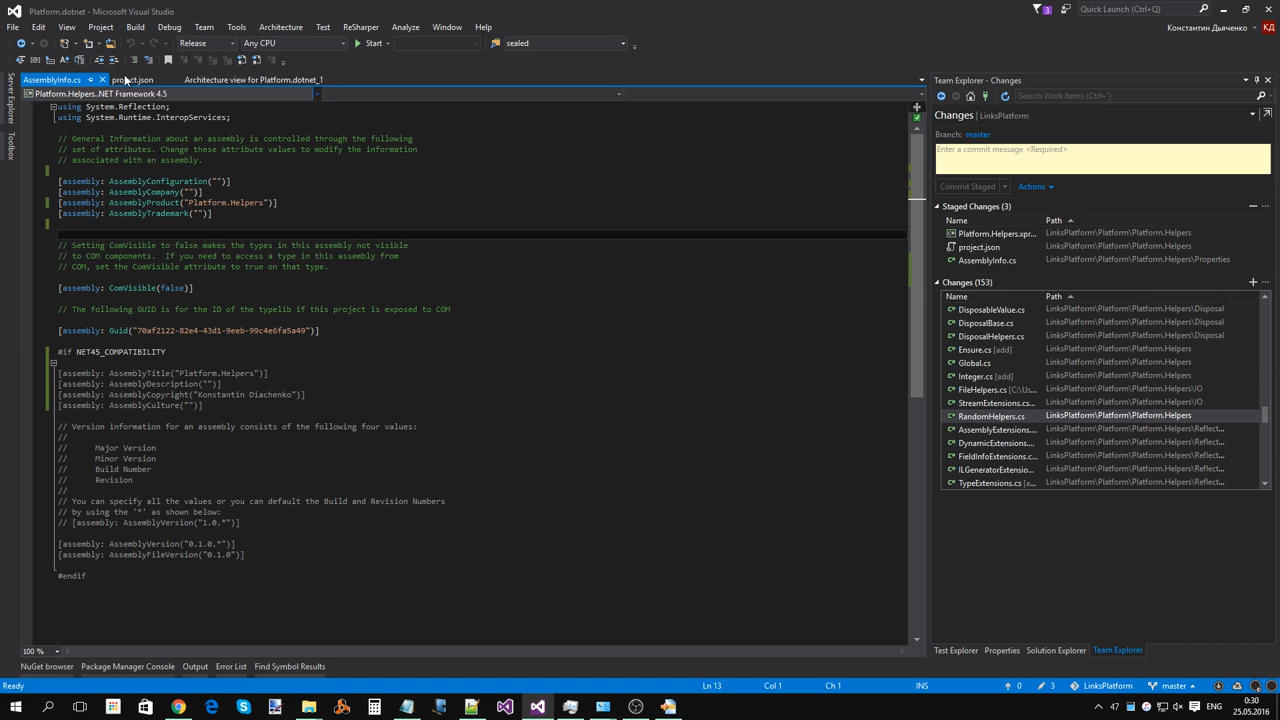 Platform.dotnet - Microsoft Visual Studio
3
Quick Launch (Ctrl+Q)
File Edit View Project Build Debug Team Tools Architecture Test ReSharper Analyze Window Help
Константин Дьяченко КД
Release Any CPU Start sealed
Server Explorer
Toolbox
AssemblyInfo.cs project.json Architecture view for Platform.dotnet_1
Platform.Helpers..NET Framework 4.5
using System.Reflection;
using System.Runtime.InteropServices;
// General Information about an assembly is controlled through the following
// set of attributes. Change these attribute values to modify the information
// associated with an assembly.
[assembly: AssemblyConfiguration("")]
[assembly: AssemblyCompany("")]
[assembly: AssemblyProduct("Platform.Helpers")]
[assembly: AssemblyTrademark("")]
// Setting ComVisible to false makes the types in this assembly not visible
// to COM components.  If you need to access a type in this assembly from
// COM, set the ComVisible attribute to true on that type.
[assembly: ComVisible(false)]
// The following GUID is for the ID of the typelib if this project is exposed to COM
[assembly: Guid("70af2122-82e4-43d1-9eeb-99c4e6fa5a49")]
#if NET45_COMPATIBILITY
[assembly: AssemblyTitle("Platform.Helpers")]
[assembly: AssemblyDescription("")]
[assembly: AssemblyCopyright("Konstantin Diachenko")]
[assembly: AssemblyCulture("")]
// Version information for an assembly consists of the following four values:
//
//      Major Version
//      Minor Version
//      Build Number
//      Revision
//
// You can specify all the values or you can default the Build and Revision Numbers
// by using the '*' as shown below:
// [assembly: AssemblyVersion("1.0.*")]
[assembly: AssemblyVersion("0.1.0.*")]
[assembly: AssemblyFileVersion("0.1.0")]
#endif
100 %
Team Explorer - Changes
Search Work Items (Ctrl+')
Changes | LinksPlatform
Branch: master
Enter a commit message <Required>
Commit Staged Actions
Staged Changes (3)
Name Path
Platform.Helpers.xpr... LinksPlatform\Platform\Platform.Helpers
project.json LinksPlatform\Platform\Platform.Helpers
AssemblyInfo.cs LinksPlatform\Platform\Platform.Helpers\Properties
Changes (153)
Name Path
DisposableValue.cs LinksPlatform\Platform\Platform.Helpers\Disposal
DisposalBase.cs LinksPlatform\Platform\Platform.Helpers\Disposal
DisposalHelpers.cs LinksPlatform\Platform\Platform.Helpers\Disposal
Ensure.cs [add] LinksPlatform\Platform\Platform.Helpers
Global.cs LinksPlatform\Platform\Platform.Helpers
Integer.cs [add] LinksPlatform\Platform\Platform.Helpers
FileHelpers.cs [C:\Us... LinksPlatform\Platform\Platform.Helpers\IO
StreamExtensions.cs... LinksPlatform\Platform\Platform.Helpers\IO
RandomHelpers.cs LinksPlatform\Platform\Platform.Helpers
AssemblyExtensions.... LinksPlatform\Platform\Platform.Helpers\Reflect...
DynamicExtensions.... LinksPlatform\Platform\Platform.Helpers\Reflect...
FieldInfoExtensions.c... LinksPlatform\Platform\Platform.Helpers\Reflect...
ILGeneratorExtensio... LinksPlatform\Platform\Platform.Helpers\Reflect...
TypeExtensions.cs [a... LinksPlatform\Platform\Platform.Helpers\Reflect...
Test Explorer Properties Solution Explorer Team Explorer
NuGet browser Package Manager Console Output Error List Find Symbol Results
Ready Ln 13 Col 1 Ch 1 INS 0 3 LinksPlatform master
47 0:30
25.05.2016